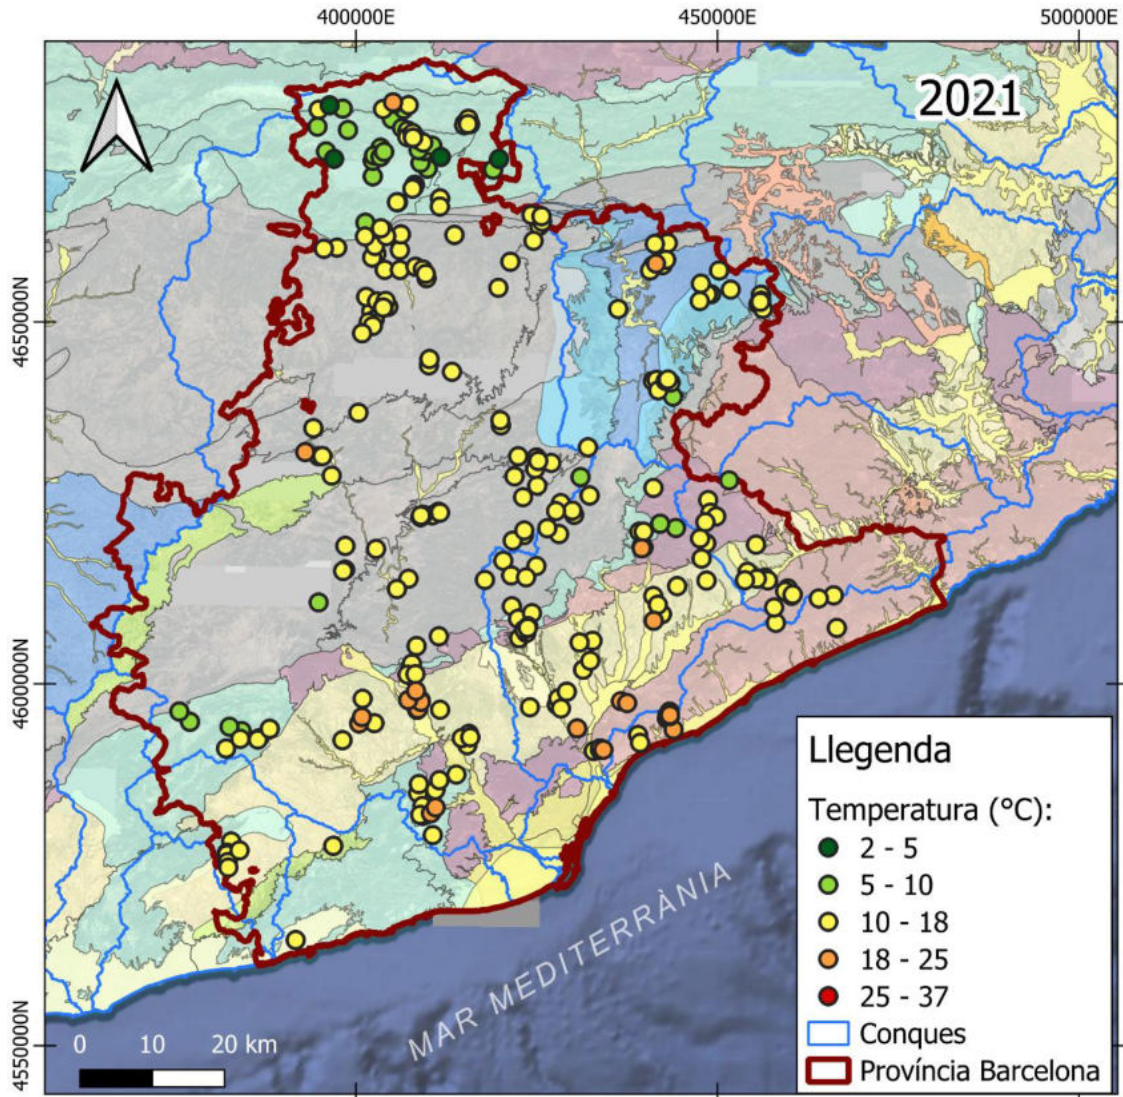 400000E
450000E
500000E
2021
4650000N
4600000N
4550000N
Llegenda
Temperatura (°C):
2 - 5
5 - 10
10 - 18
18 - 25
25 - 37
Conques
Província Barcelona
MAR MEDITERRÀNIA
0 10 20 km